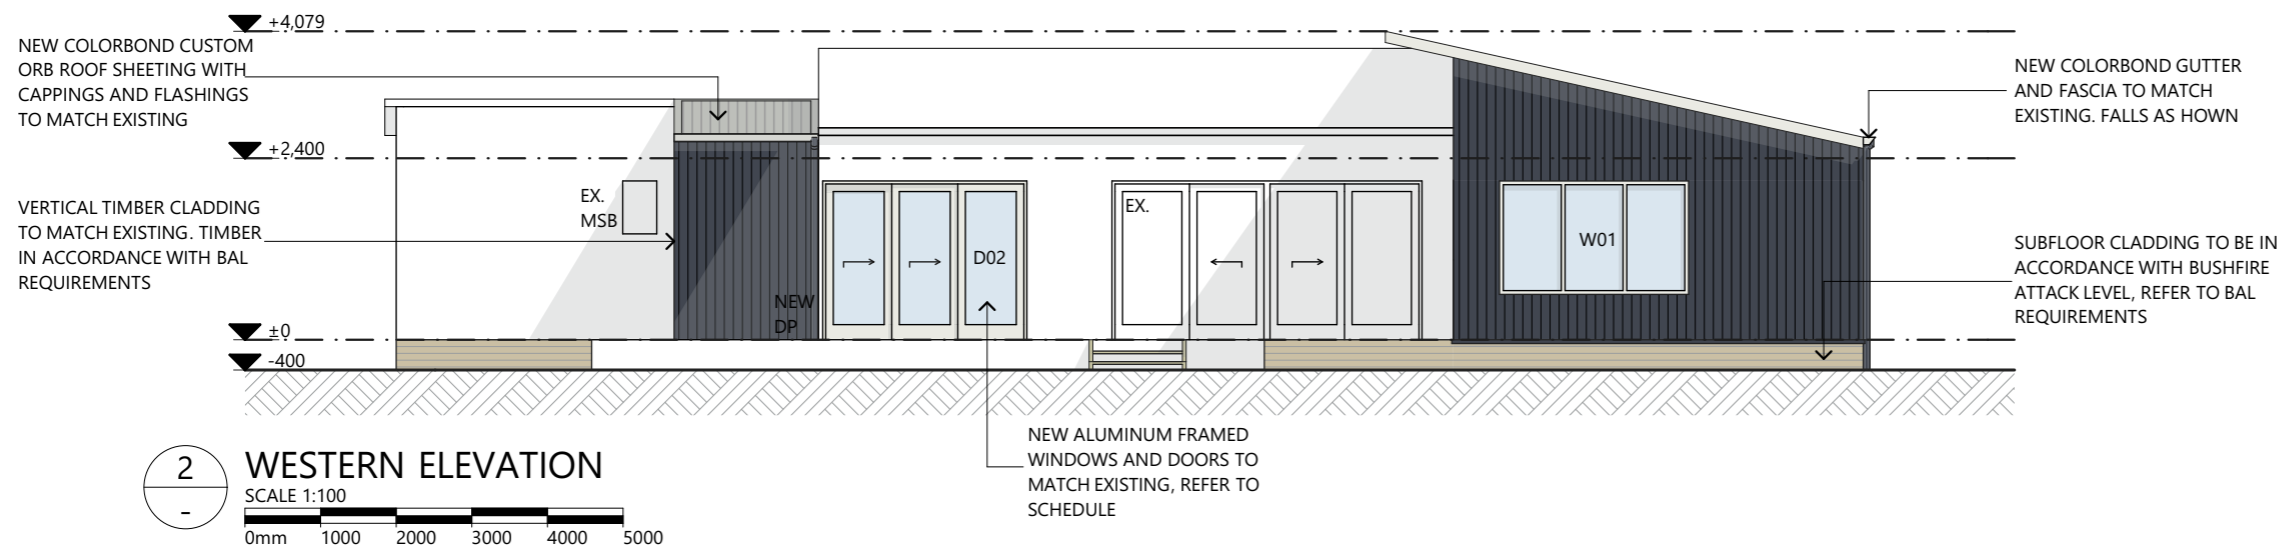 +4,079
NEW COLORBOND CUSTOM
ORB ROOF SHEETING WITH
CAPPINGS AND FLASHINGS
TO MATCH EXISTING
NEW COLORBOND GUTTER
AND FASCIA TO MATCH
EXISTING. FALLS AS HOWN
+2,400
EX.
MSB
EX.
VERTICAL TIMBER CLADDING
TO MATCH EXISTING. TIMBER
IN ACCORDANCE WITH BAL
REQUIREMENTS
D02
W01
SUBFLOOR CLADDING TO BE IN
ACCORDANCE WITH BUSHFIRE
ATTACK LEVEL, REFER TO BAL
REQUIREMENTS
NEW
DP
±0
-400
NEW ALUMINUM FRAMED
WINDOWS AND DOORS TO
MATCH EXISTING, REFER TO
SCHEDULE
2
-
WESTERN ELEVATION
SCALE 1:100
0mm 1000 2000 3000 4000 5000